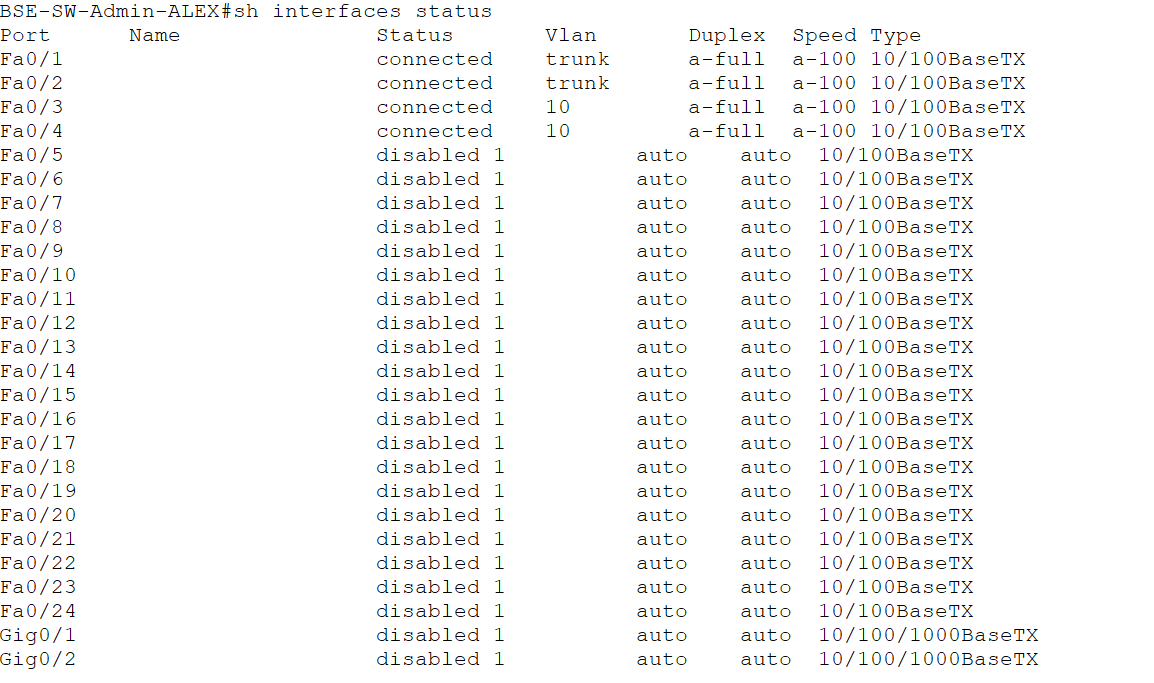 BSE-SW-Admin-ALEX#sh interfaces status
Port Name Status Vlan Duplex Speed Type
Fa0/1 connected trunk a-full a-100 10/100BaseTX
Fa0/2 connected trunk a-full a-100 10/100BaseTX
Fa0/3 connected 10 a-full a-100 10/100BaseTX
Fa0/4 connected 10 a-full a-100 10/100BaseTX
Fa0/5 disabled 1 auto auto 10/100BaseTX
Fa0/6 disabled 1 auto auto 10/100BaseTX
Fa0/7 disabled 1 auto auto 10/100BaseTX
Fa0/8 disabled 1 auto auto 10/100BaseTX
Fa0/9 disabled 1 auto auto 10/100BaseTX
Fa0/10 disabled 1 auto auto 10/100BaseTX
Fa0/11 disabled 1 auto auto 10/100BaseTX
Fa0/12 disabled 1 auto auto 10/100BaseTX
Fa0/13 disabled 1 auto auto 10/100BaseTX
Fa0/14 disabled 1 auto auto 10/100BaseTX
Fa0/15 disabled 1 auto auto 10/100BaseTX
Fa0/16 disabled 1 auto auto 10/100BaseTX
Fa0/17 disabled 1 auto auto 10/100BaseTX
Fa0/18 disabled 1 auto auto 10/100BaseTX
Fa0/19 disabled 1 auto auto 10/100BaseTX
Fa0/20 disabled 1 auto auto 10/100BaseTX
Fa0/21 disabled 1 auto auto 10/100BaseTX
Fa0/22 disabled 1 auto auto 10/100BaseTX
Fa0/23 disabled 1 auto auto 10/100BaseTX
Fa0/24 disabled 1 auto auto 10/100BaseTX
Gig0/1 disabled 1 auto auto 10/100/1000BaseTX
Gig0/2 disabled 1 auto auto 10/100/1000BaseTX